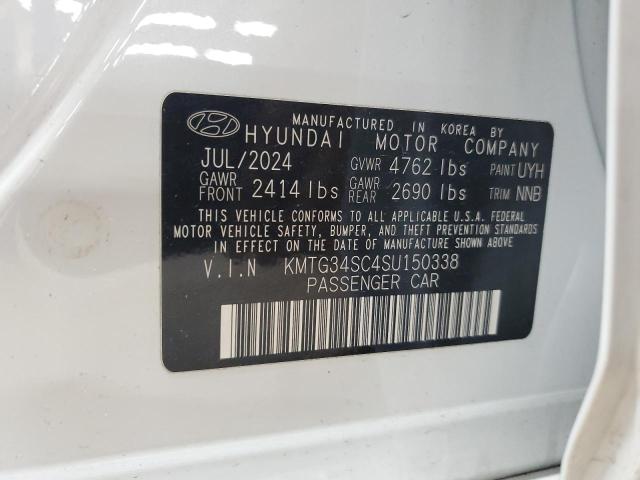 MANUFACTURED IN KOREA BY
HYUNDAI MOTOR COMPANY
JUL/2024 GVWR 4762 lbs PAINT UYH
GAWR FRONT 2414 lbs GAWR REAR 2690 lbs TRIM NNB
THIS VEHICLE CONFORMS TO ALL APPLICABLE U.S.A. FEDERAL
MOTOR VEHICLE SAFETY, BUMPER, AND THEFT PREVENTION STANDARDS
IN EFFECT ON THE DATE OF MANUFACTURE SHOWN ABOVE.
V.I.N KMTG34SC4SU150338
PASSENGER CAR